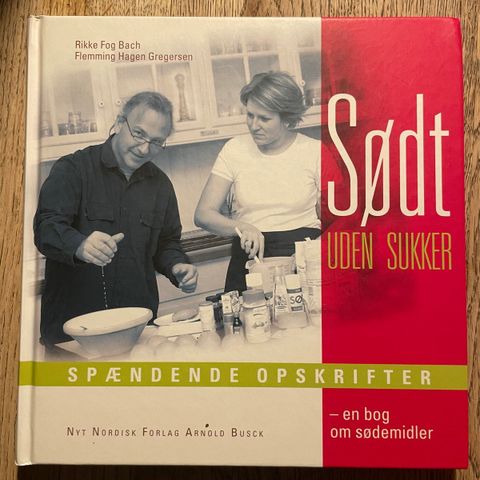 Rikke Fog Bach
Flemming Hagen Gregersen
Sødt
UDEN SUKKER
SPÆNDENDE OPSKRIFTER
– en bog
om sødemidler
NYT NORDISK FORLAG ARNOLD BUSCK
SØ